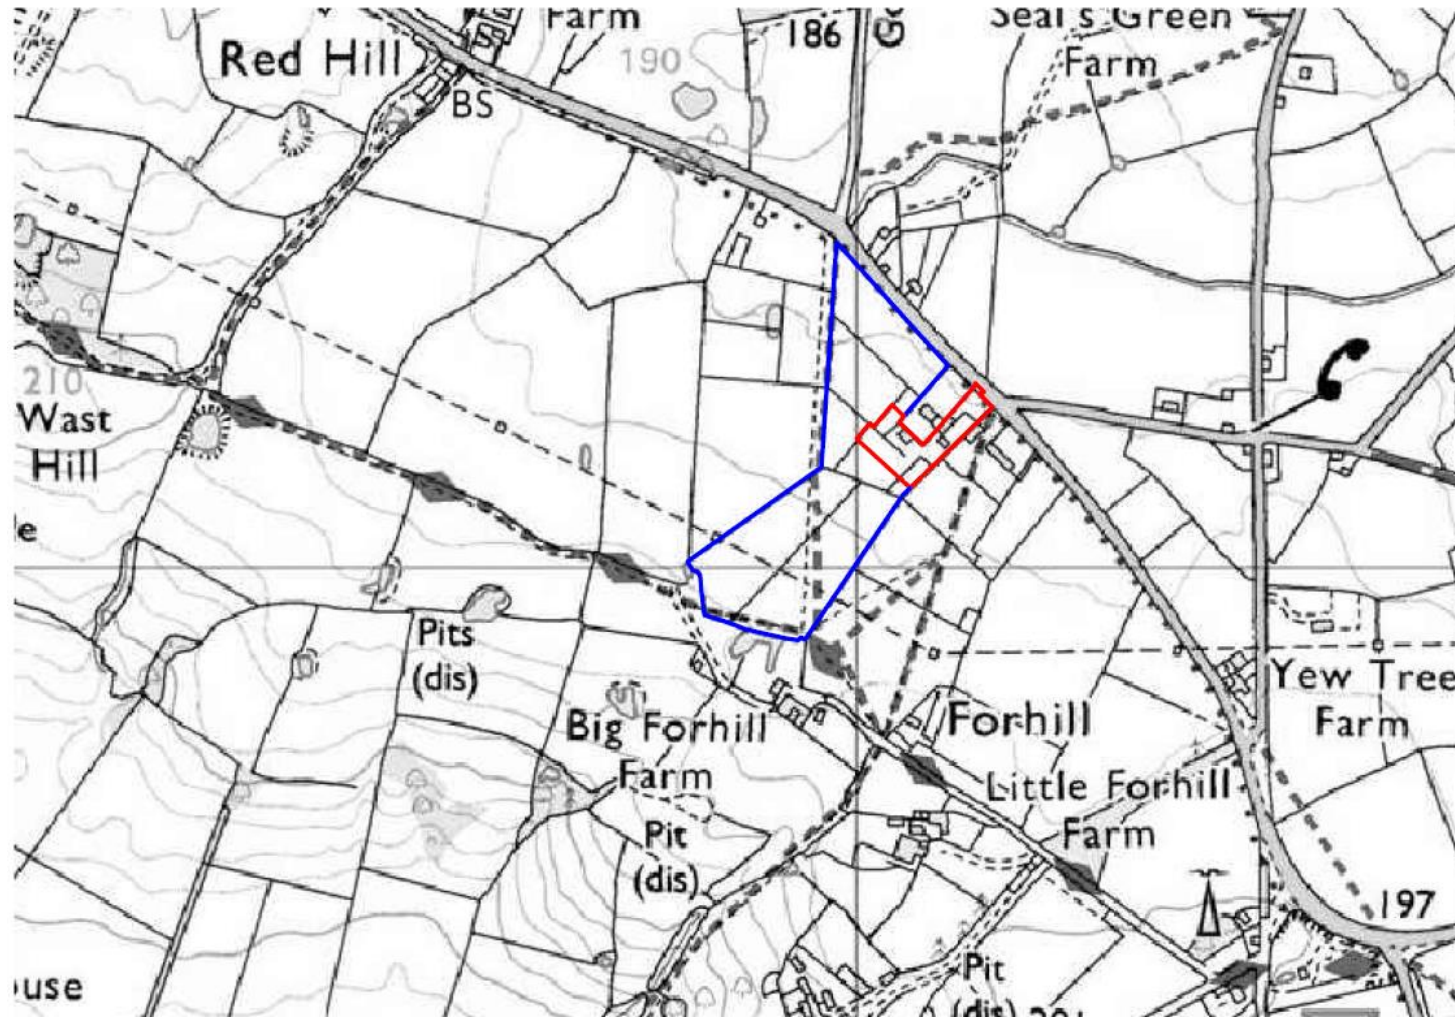 Farm
186
Seal's Green
Farm
Red Hill
190
BS
210
Wast
Hill
Pits
(dis)
Big Forhill
Farm
Forhill
Yew Tree
Farm
Little Forhill
Farm
Pit
(dis)
197
Pit
(dis)